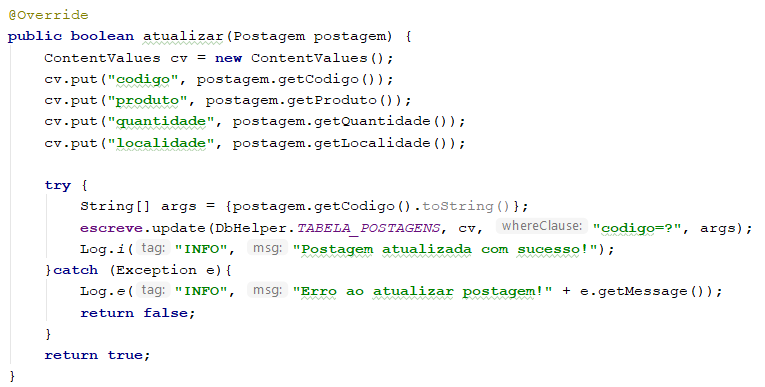 @Override
public boolean atualizar(Postagem postagem) {
    ContentValues cv = new ContentValues();
    cv.put("codigo", postagem.getCodigo());
    cv.put("produto", postagem.getProduto());
    cv.put("quantidade", postagem.getQuantidade());
    cv.put("localidade", postagem.getLocalidade());

    try {
        String[] args = {postagem.getCodigo().toString()};
        escreve.update(DbHelper.TABELA_POSTAGENS, cv, whereClause: "codigo=?", args);
        Log.i( tag: "INFO", msg: "Postagem atualizada com sucesso!");
    }catch (Exception e){
        Log.e( tag: "INFO", msg: "Erro ao atualizar postagem!" + e.getMessage());
        return false;
    }
    return true;
}